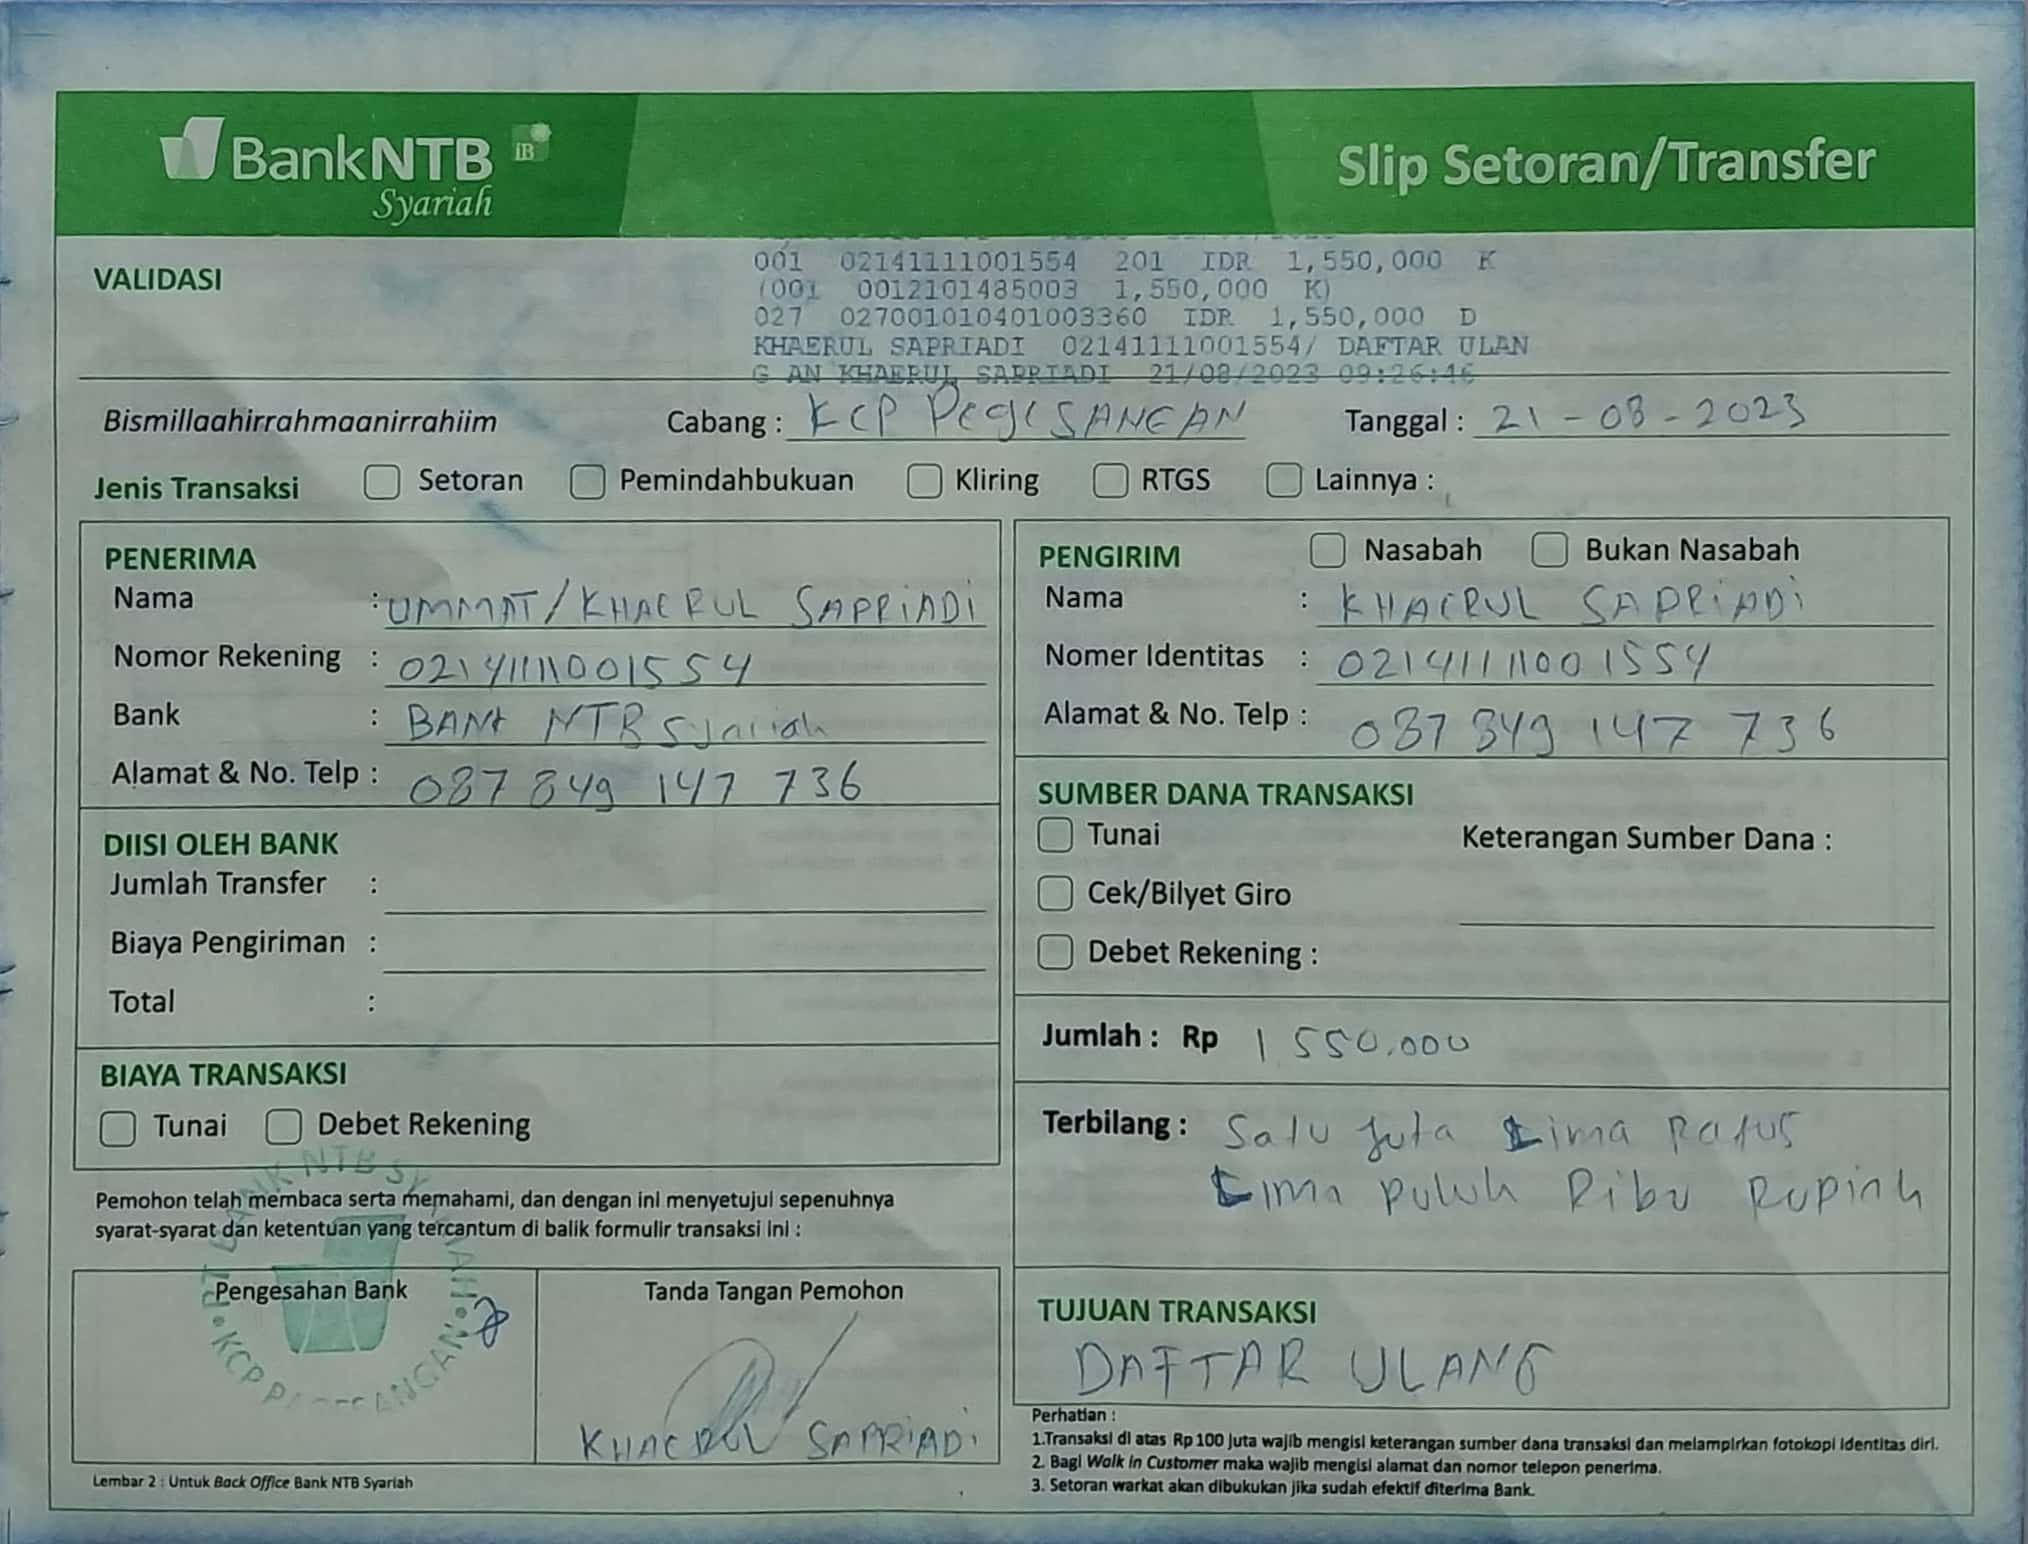 BankNTB iB
Syariah
Slip Setoran/Transfer
VALIDASI
001 02141111001554 201 IDR 1,550,000 K
(001 0012101485003 1,550,000 K)
027 027001010401003360 IDR 1,550,000 D
KHAERUL SAPRIADI 02141111001554/ DAFTAR ULAN
G AN KHAERUL SAPRIADI 21/08/2023 09:26:46
Bismillaahirrahmaanirrahiim
Cabang : KCP PegesANGAN
Tanggal : 21-08-2023
Jenis Transaksi Setoran Pemindahbukuan Kliring RTGS Lainnya :
PENERIMA
Nama : UMMAT/KHAERUL SAPRIADI
Nomor Rekening : 02141111001554
Bank : BANK NTB Syariah
Alamat & No. Telp : 087 849 147 736
DIISI OLEH BANK
Jumlah Transfer :
Biaya Pengiriman :
Total :
BIAYA TRANSAKSI
Tunai Debet Rekening
Pemohon telah membaca serta memahami, dan dengan ini menyetujui sepenuhnya
syarat-syarat dan ketentuan yang tercantum di balik formulir transaksi ini :
Pengesahan Bank
Tanda Tangan Pemohon
KHAERUL SAPRIADI
Lembar 2 : Untuk Back Office Bank NTB Syariah
PENGIRIM Nasabah Bukan Nasabah
Nama : KHAERUL SAPRIADI
Nomer Identitas : 02141111001554
Alamat & No. Telp : 087 849 147 736
SUMBER DANA TRANSAKSI
Tunai Keterangan Sumber Dana :
Cek/Bilyet Giro
Debet Rekening :
Jumlah : Rp 1 550.000
Terbilang : Satu Juta Lima Ratus
Lima puluh Ribu Rupiah
TUJUAN TRANSAKSI
DAFTAR ULANG
Perhatian :
1.Transaksi di atas Rp 100 Juta wajib mengisi keterangan sumber dana transaksi dan melampirkan fotokopi identitas diri.
2. Bagi Walk in Customer maka wajib mengisi alamat dan nomor telepon penerima.
3. Setoran warkat akan dibukukan jika sudah efektif diterima Bank.